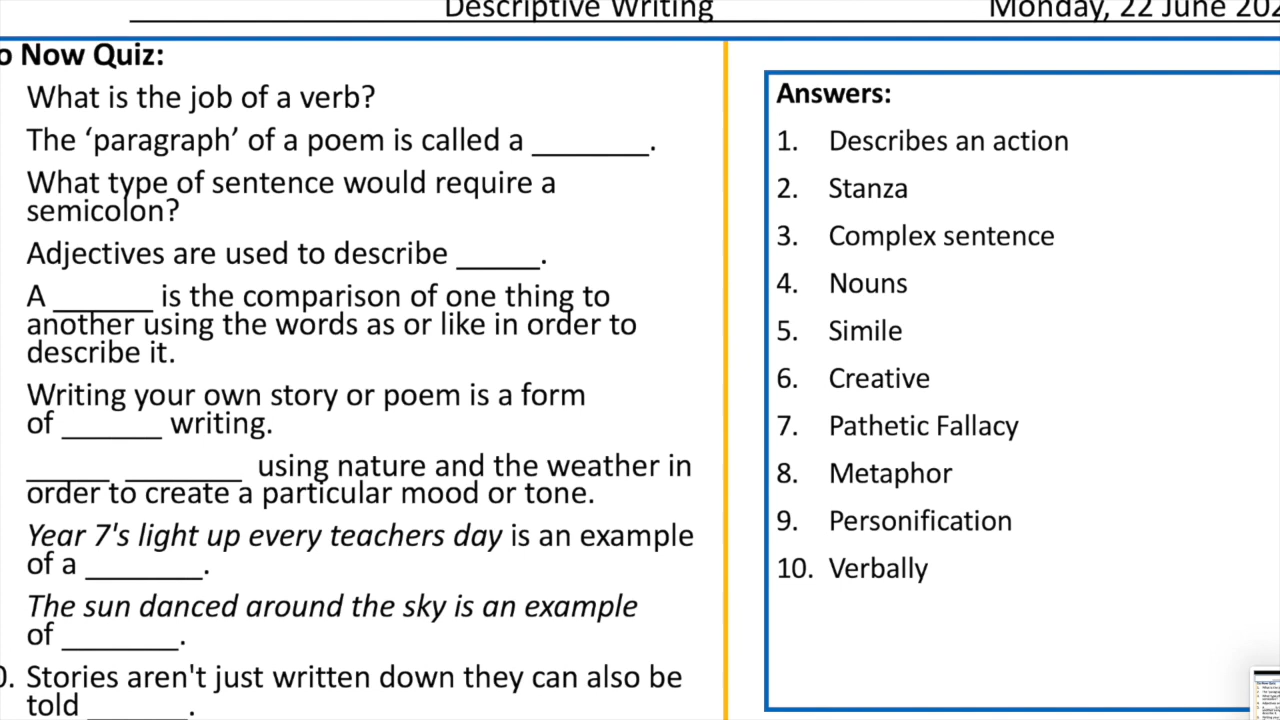 Descriptive Writing Monday, 22 June 202
o Now Quiz:
What is the job of a verb?
The ‘paragraph’ of a poem is called a ________.
What type of sentence would require a
semicolon?
Adjectives are used to describe _____.
A ______ is the comparison of one thing to
another using the words as or like in order to
describe it.
Writing your own story or poem is a form
of ______ writing.
_____ _______ using nature and the weather in
order to create a particular mood or tone.
Year 7's light up every teachers day is an example
of a _______.
The sun danced around the sky is an example
of _______.
0. Stories aren't just written down they can also be
told ______.
Answers:
1. Describes an action
2. Stanza
3. Complex sentence
4. Nouns
5. Simile
6. Creative
7. Pathetic Fallacy
8. Metaphor
9. Personification
10. Verbally